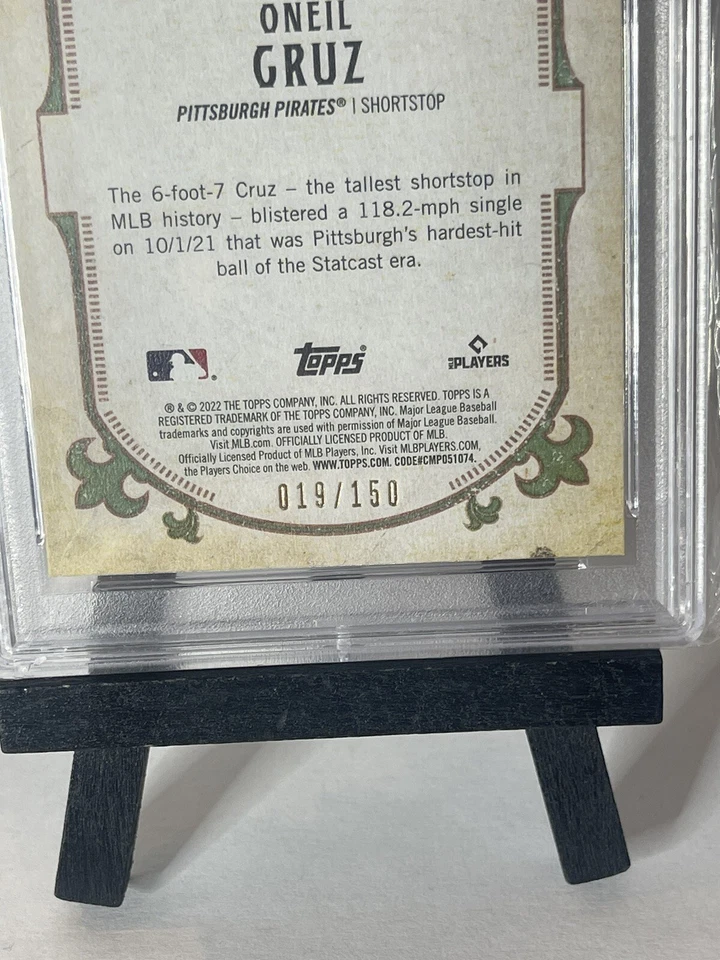 ONEIL
CRUZ
PITTSBURGH PIRATES® | SHORTSTOP
The 6-foot-7 Cruz – the tallest shortstop in
MLB history – blistered a 118.2-mph single
on 10/1/21 that was Pittsburgh's hardest-hit
ball of the Statcast era.
topps®
MLB PLAYERS
® & © 2022 THE TOPPS COMPANY, INC. ALL RIGHTS RESERVED. TOPPS IS A
REGISTERED TRADEMARK OF THE TOPPS COMPANY, INC. Major League Baseball
trademarks and copyrights are used with permission of Major League Baseball.
Visit MLB.com. OFFICIALLY LICENSED PRODUCT OF MLB.
Officially Licensed Product of MLB Players, Inc. Visit MLBPLAYERS.COM,
the Players Choice on the web. WWW.TOPPS.COM. CODE#CMP051074.
019/150